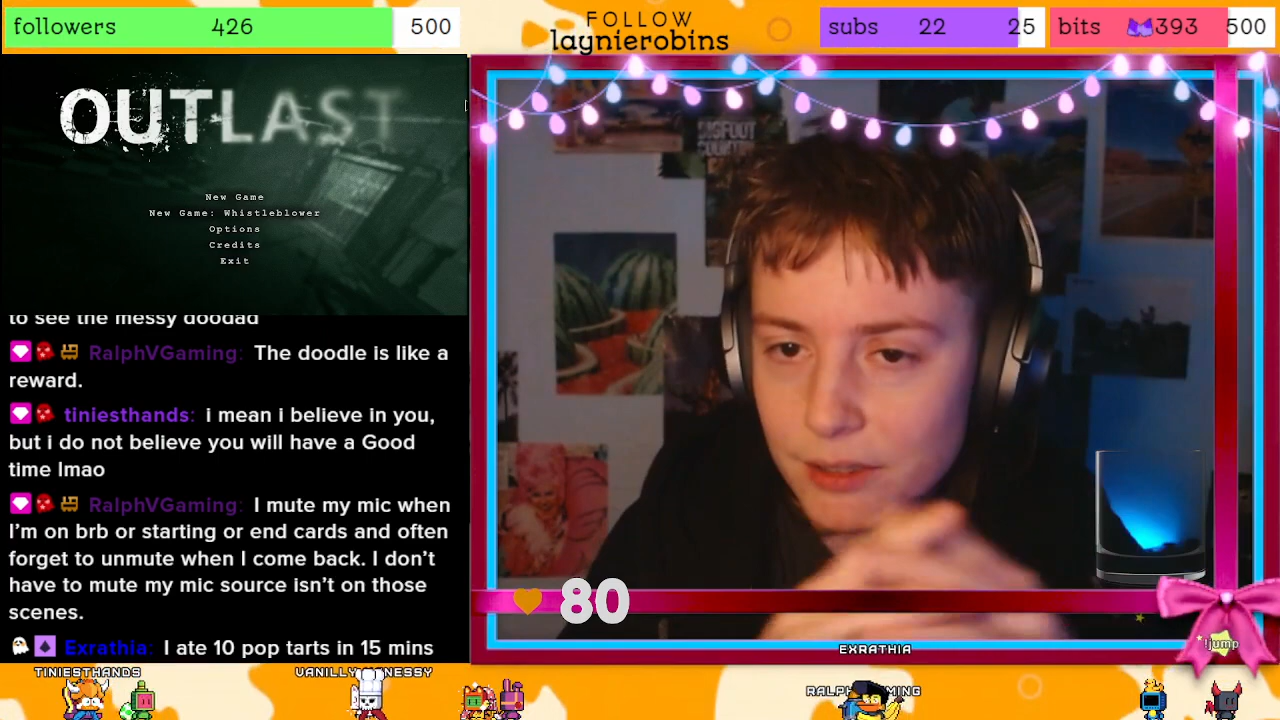 followers 426 500
FOLLOW
laynierobins
subs 22 25
bits 393 500
OUTLAST
New Game
New Game: Whistleblower
Options
Credits
Exit
BIGFOOT
to see the messy doodad
RalphVGaming: The doodle is like a
reward.
tiniesthands: i mean i believe in you,
but i do not believe you will have a Good
time lmao
RalphVGaming: I mute my mic when
I'm on brb or starting or end cards and often
forget to unmute when I come back. I don't
have to mute my mic source isn't on those
scenes.
Exrathia: I ate 10 pop tarts in 15 mins
80
EXRATHIA
!jump
TINIESTHANDS